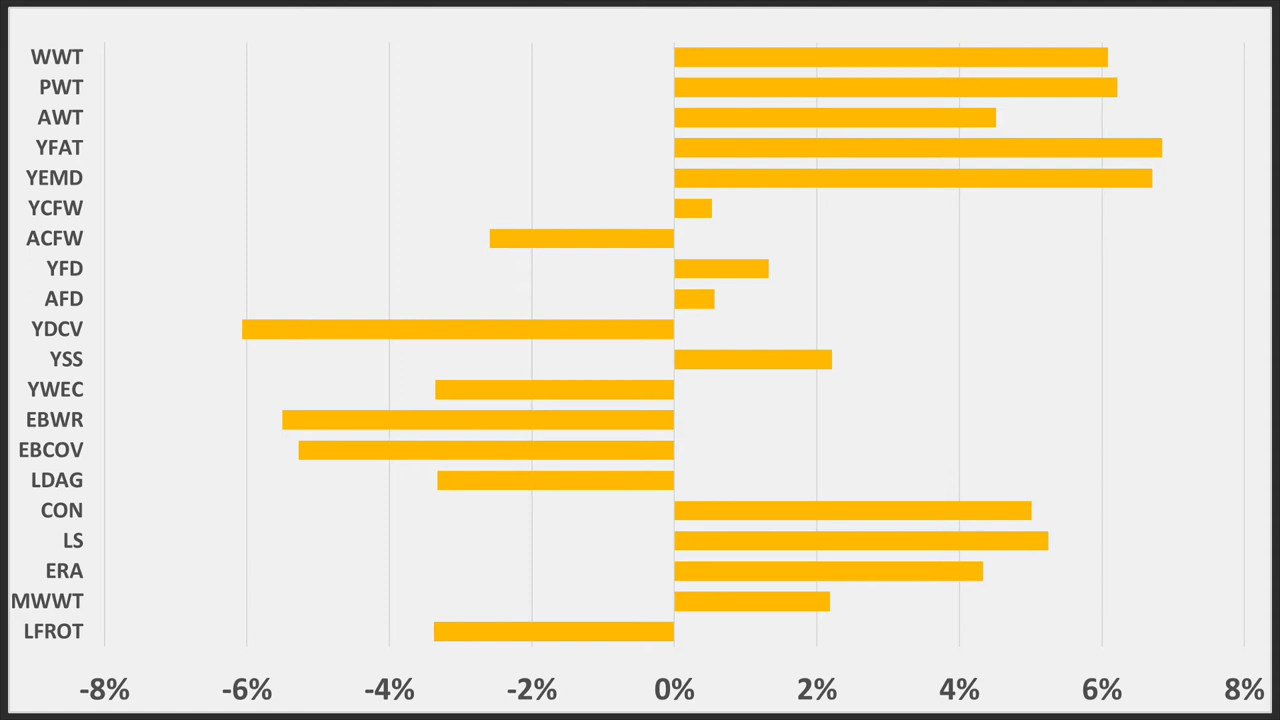 WWT
PWT
AWT
YFAT
YEMD
YCFW
ACFW
YFD
AFD
YDCV
YSS
YWEC
EBWR
EBCOV
LDAG
CON
LS
ERA
MWWT
LFROT
-8% -6% -4% -2% 0% 2% 4% 6% 8%